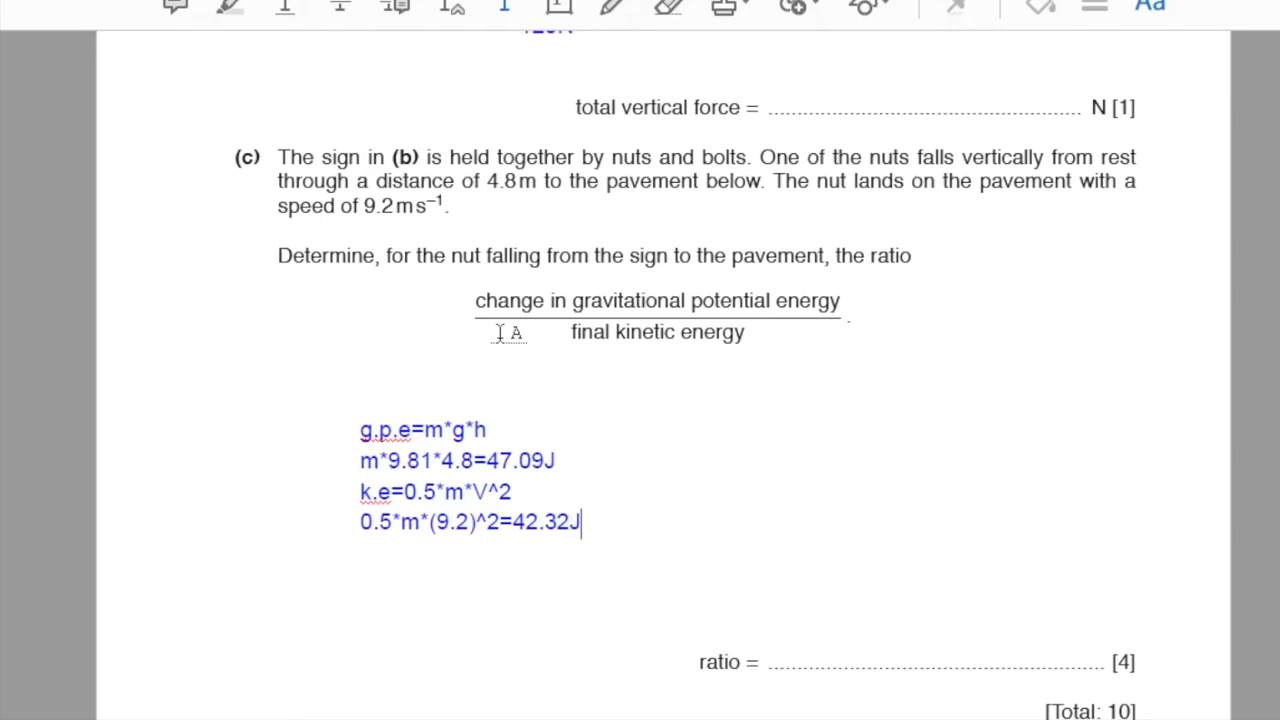 total vertical force = ........................................................ N [1]
(c) The sign in (b) is held together by nuts and bolts. One of the nuts falls vertically from rest
through a distance of 4.8 m to the pavement below. The nut lands on the pavement with a
speed of 9.2 m s⁻¹.
Determine, for the nut falling from the sign to the pavement, the ratio
change in gravitational potential energy
final kinetic energy .
g.p.e=m*g*h
m*9.81*4.8=47.09J
k.e=0.5*m*V^2
0.5*m*(9.2)^2=42.32J
ratio = ........................................................ [4]
[Total: 10]